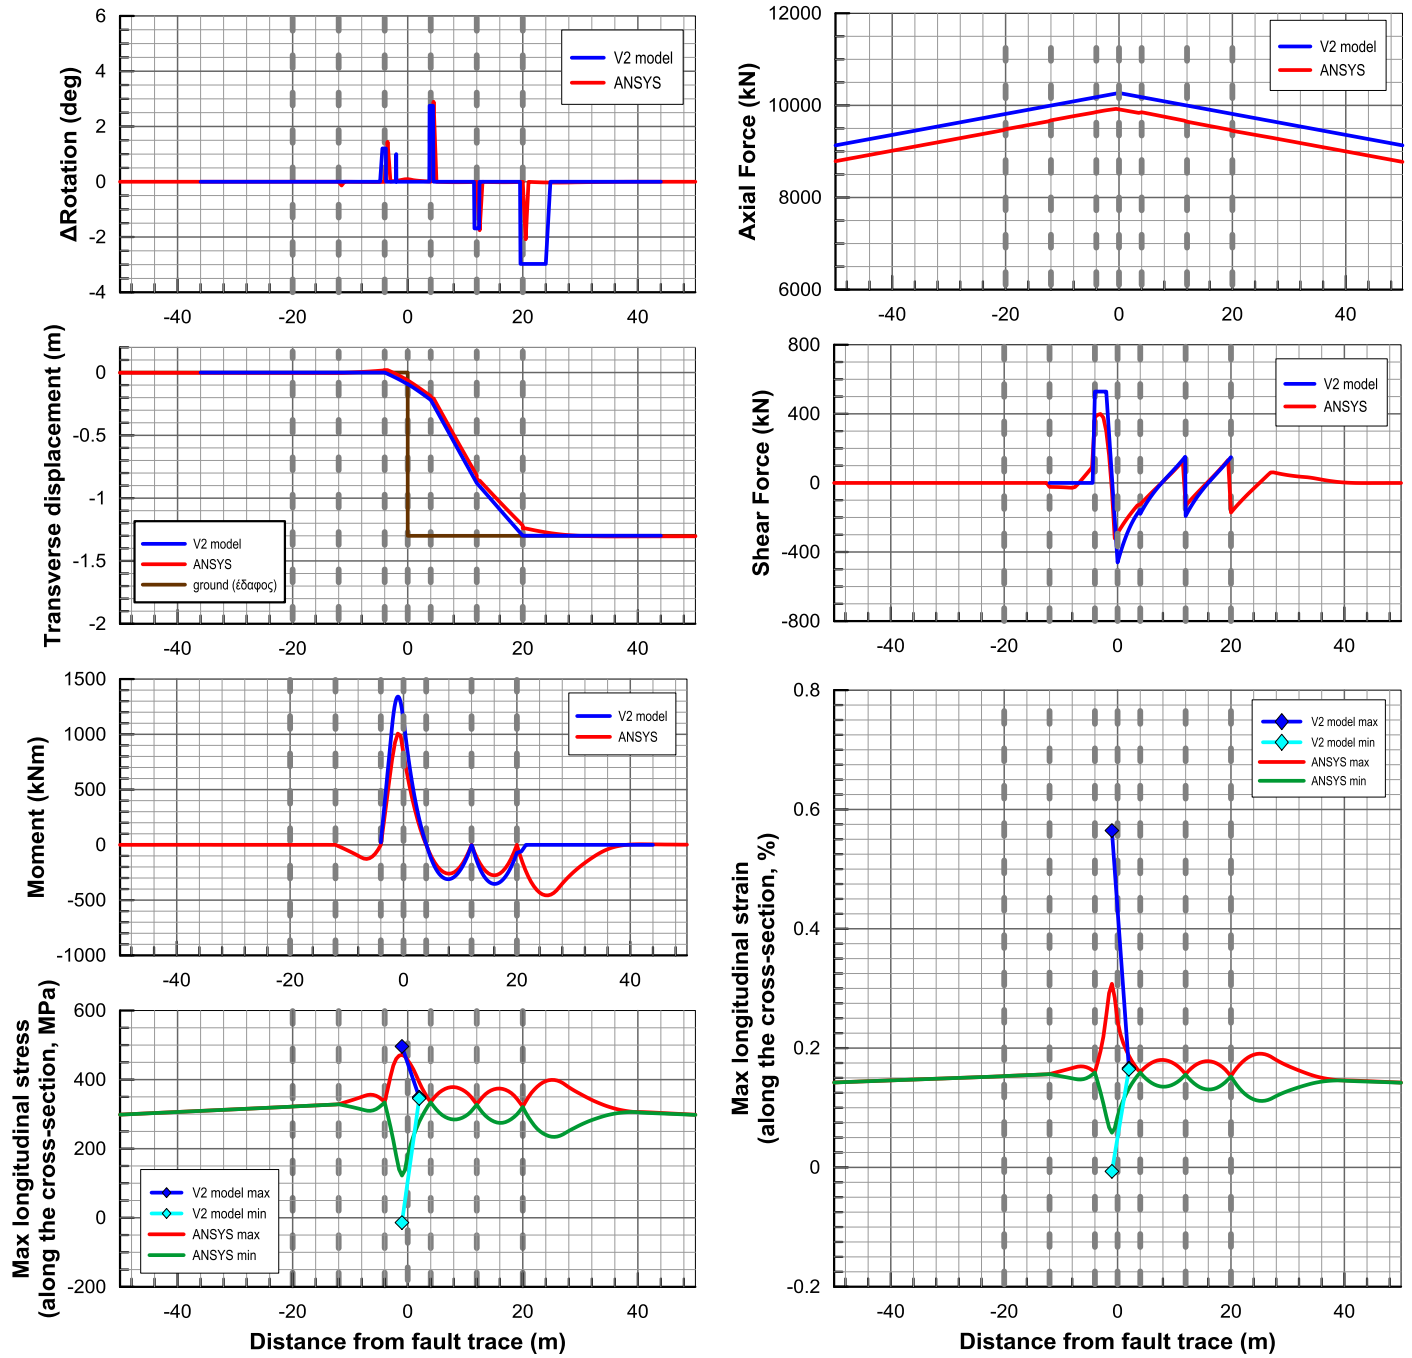 ΔRotation (deg)
6
4
2
0
-2
-4
V2 model
ANSYS
-40
-20
0
20
40
Axial Force (kN)
12000
10000
8000
6000
V2 model
ANSYS
-40
-20
0
20
40
Transverse displacement (m)
0
-0.5
-1
-1.5
-2
V2 model
ANSYS
ground (έδαφος)
-40
-20
0
20
40
Shear Force (kN)
800
400
0
-400
-800
V2 model
ANSYS
-40
-20
0
20
40
Moment (kNm)
1500
1000
500
0
-500
-1000
V2 model
ANSYS
-40
-20
0
20
40
Max longitudinal stress
(along the cross-section, MPa)
600
400
200
0
-200
V2 model max
V2 model min
ANSYS max
ANSYS min
-40
-20
0
20
40
Distance from fault trace (m)
Max longitudinal strain
(along the cross-section, %)
0.8
0.6
0.4
0.2
0
-0.2
V2 model max
V2 model min
ANSYS max
ANSYS min
-40
-20
0
20
40
Distance from fault trace (m)